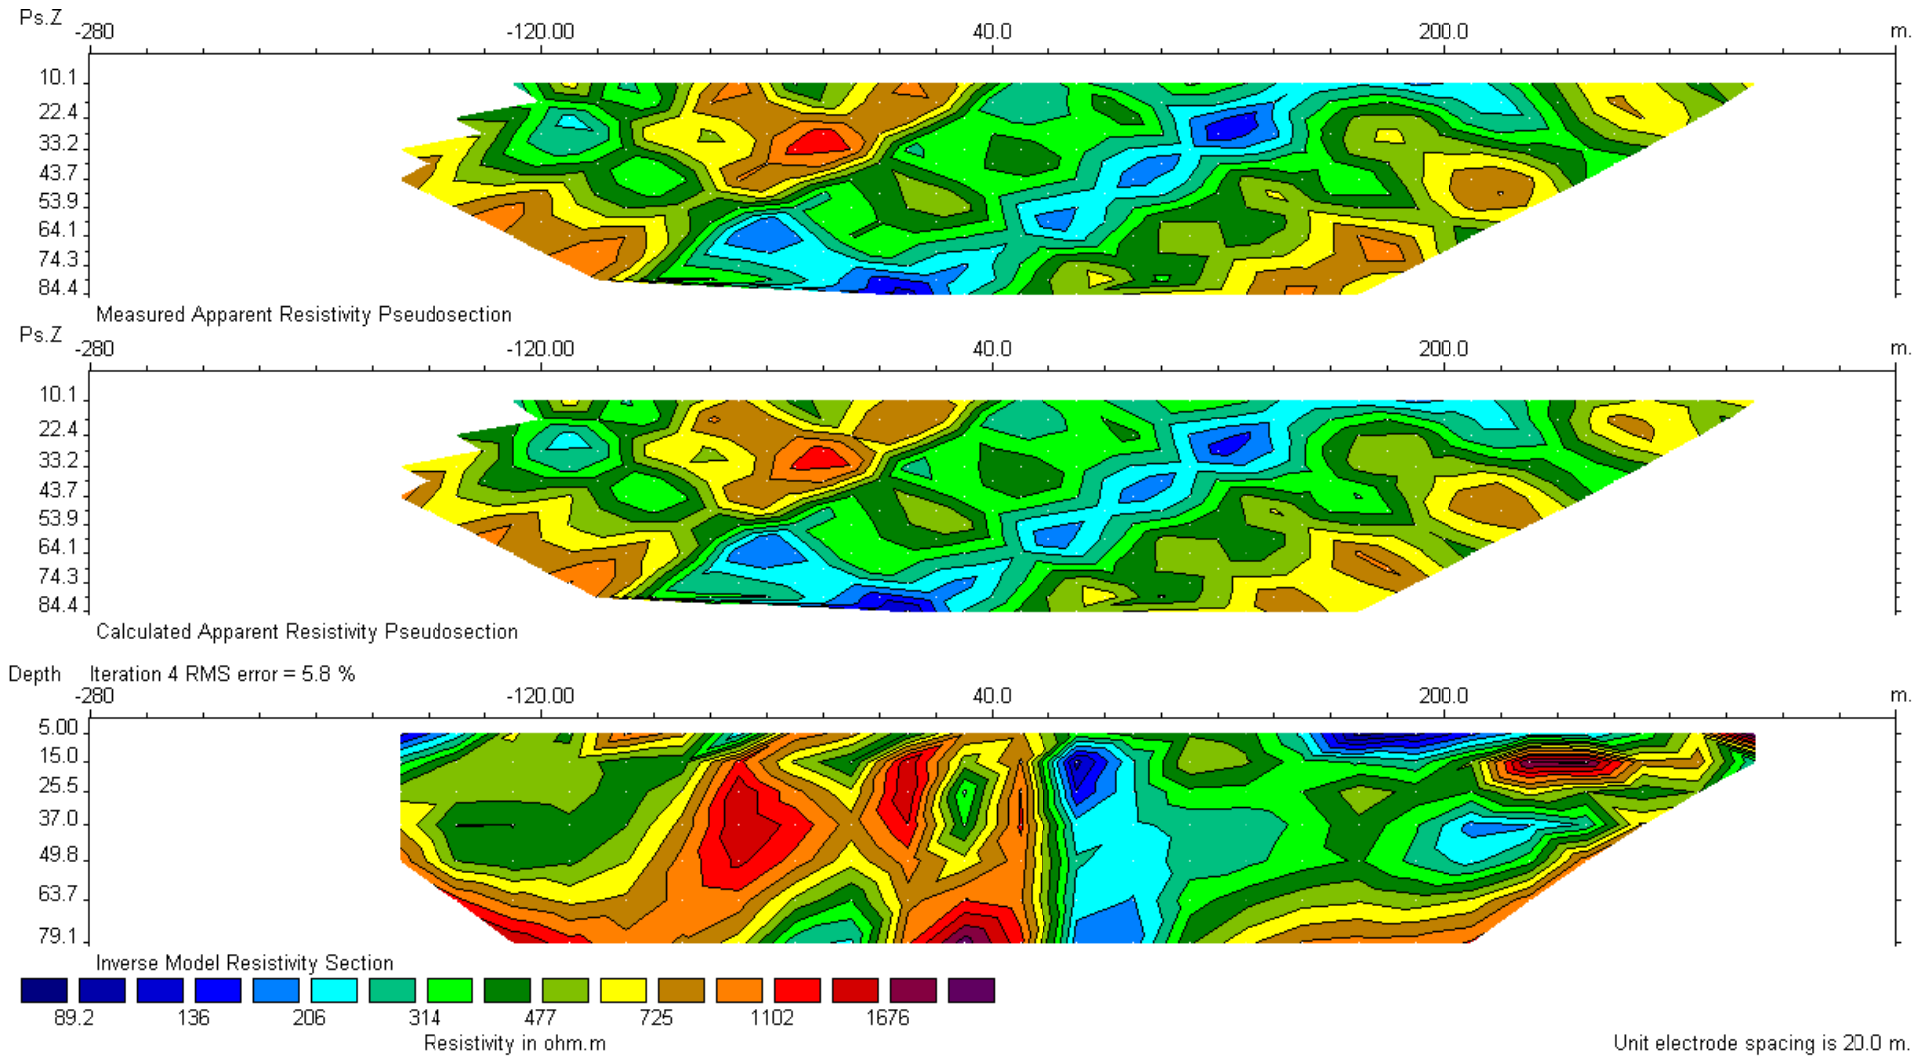 Ps.Z
-280 -120.00 40.0 200.0 m.
10.1
22.4
33.2
43.7
53.9
64.1
74.3
84.4
Measured Apparent Resistivity Pseudosection
Ps.Z
-280 -120.00 40.0 200.0 m.
10.1
22.4
33.2
43.7
53.9
64.1
74.3
84.4
Calculated Apparent Resistivity Pseudosection
Depth Iteration 4 RMS error = 5.8 %
-280 -120.00 40.0 200.0 m.
5.00
15.0
25.5
37.0
49.8
63.7
79.1
Inverse Model Resistivity Section
89.2 136 206 314 477 725 1102 1676
Resistivity in ohm.m
Unit electrode spacing is 20.0 m.